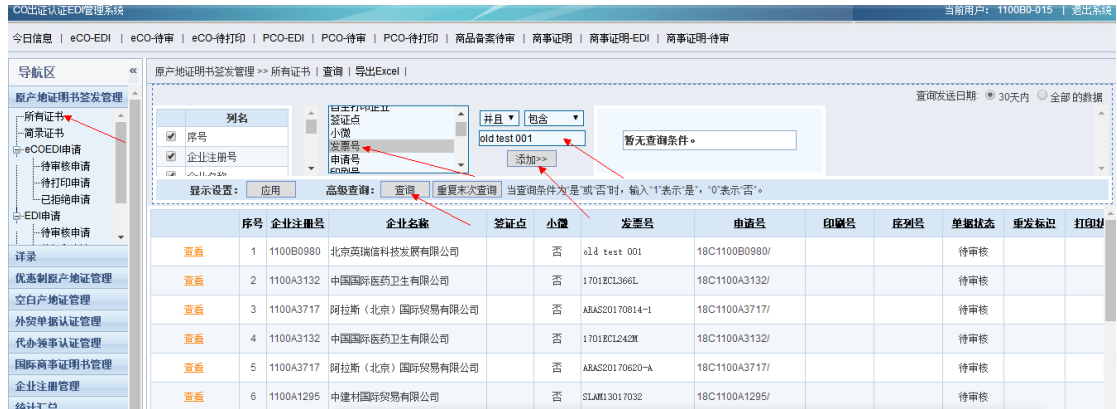 CO出证认证EDI管理系统
当前用户: 1100B0-015 | 退出系统
今日信息 | eCO-EDI | eCO-待审 | eCO-待打印 | PCO-EDI | PCO-待审 | PCO-待打印 | 商品备案待审 | 商事证明 | 商事证明-EDI | 商事证明-待审
导航区 «
原产地证明书签发管理
所有证书
简录证书
eCOEDI申请
待审核申请
待打印申请
已拒绝申请
EDI申请
待审核申请
详录
优惠制原产地证管理
空白产地证管理
外贸单据认证管理
代办领事认证管理
国际商事证明书管理
企业注册管理
统计汇总
原产地证明书签发管理 >> 所有证书 | 查询 | 导出Excel |
查询发送日期: 30天内 全部的数据
列名
序号
企业注册号
企业名称
自主打印企业
签证点
小微
发票号
申请号
印刷号
并且 包含
old test 001
添加>>
暂无查询条件。
显示设置: 应用 高级查询: 查询 重复末次查询 当查询条件为'是'或'否'时，输入“1”表示'是'，“0”表示'否'。
序号 企业注册号 企业名称 签证点 小微 发票号 申请号 印刷号 序列号 单据状态 重发标识 打印状
查看 1 1100B0980 北京英瑞信科技发展有限公司 否 old test 001 18C1100B0980/ 待审核
查看 2 1100A3132 中国国际医药卫生有限公司 否 1701ECL366L 18C1100A3132/ 待审核
查看 3 1100A3717 阿拉斯（北京）国际贸易有限公司 否 ARAS20170814-1 18C1100A3717/ 待审核
查看 4 1100A3132 中国国际医药卫生有限公司 否 1701ECL242M 18C1100A3132/ 待审核
查看 5 1100A3717 阿拉斯（北京）国际贸易有限公司 否 ARAS20170620-A 18C1100A3717/ 待审核
查看 6 1100A1295 中建材国际贸易有限公司 否 SLAM13017032 18C1100A1295/ 待审核